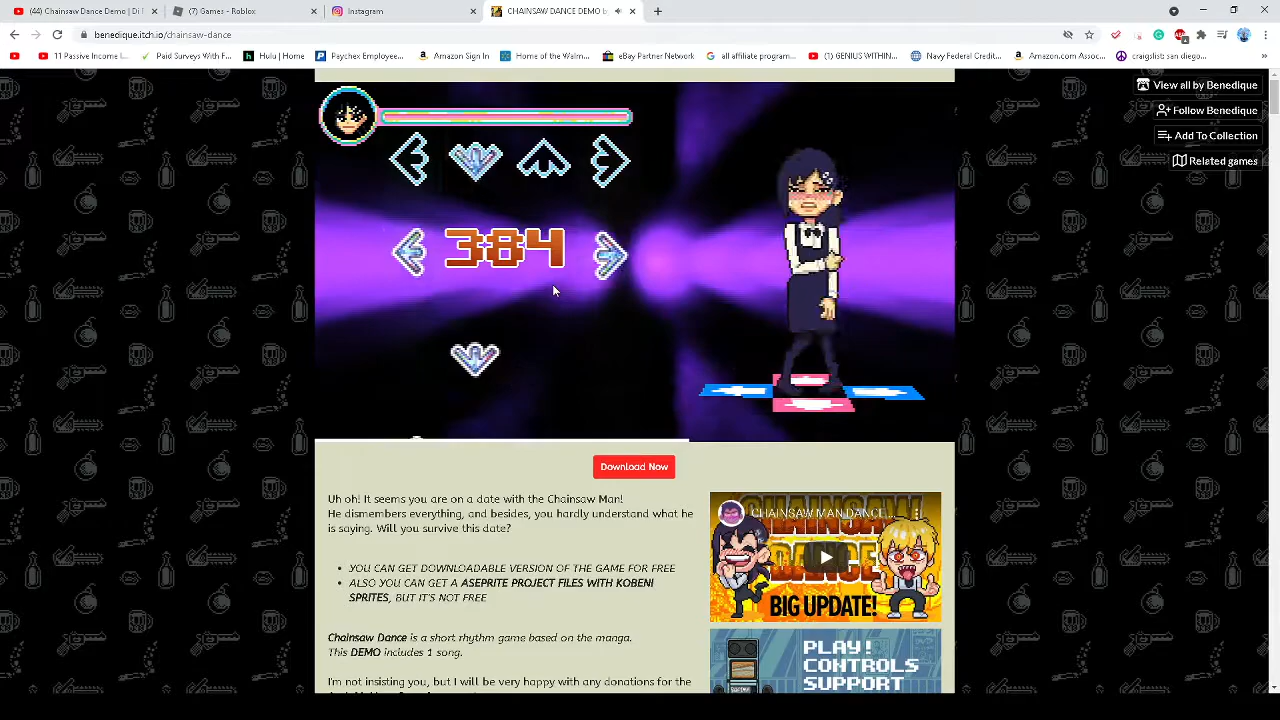 (44) Chainsaw Dance Demo | Di F
(7) Games - Roblox
Instagram
CHAINSAW DANCE DEMO b
benedique.itch.io/chainsaw-dance
11 Passive Income I...
Paid Surveys With F...
Hulu | Home
Paychex Employee...
Amazon Sign In
Home of the Walm...
eBay Partner Network
all affiliate program...
(1) GENIUS WITHIN...
Navy Federal Credit...
Amazon.com Assoc...
craigslist san diego...
View all by Benedique
Follow Benedique
Add To Collection
Related games
384
Download Now
Uh oh! It seems you are on a date with the Chainsaw Man!
He dismembers everything, and besides, you hardly understand what he
is saying. Will you survive this date?
YOU CAN GET DOWNLOADABLE VERSION OF THE GAME FOR FREE
ALSO YOU CAN GET A ASEPRITE PROJECT FILES WITH KOBENI
SPRITES, BUT IT'S NOT FREE
Chainsaw Dance is a short rhythm game based on the manga.
This DEMO includes 1 song.
I'm not insisting you, but I will be very happy with any donations for the
CHAINSAW MAN DANCE...
CHAINSAW
DANCE
BIG UPDATE!
PLAY!
CONTROLS
SUPPORT